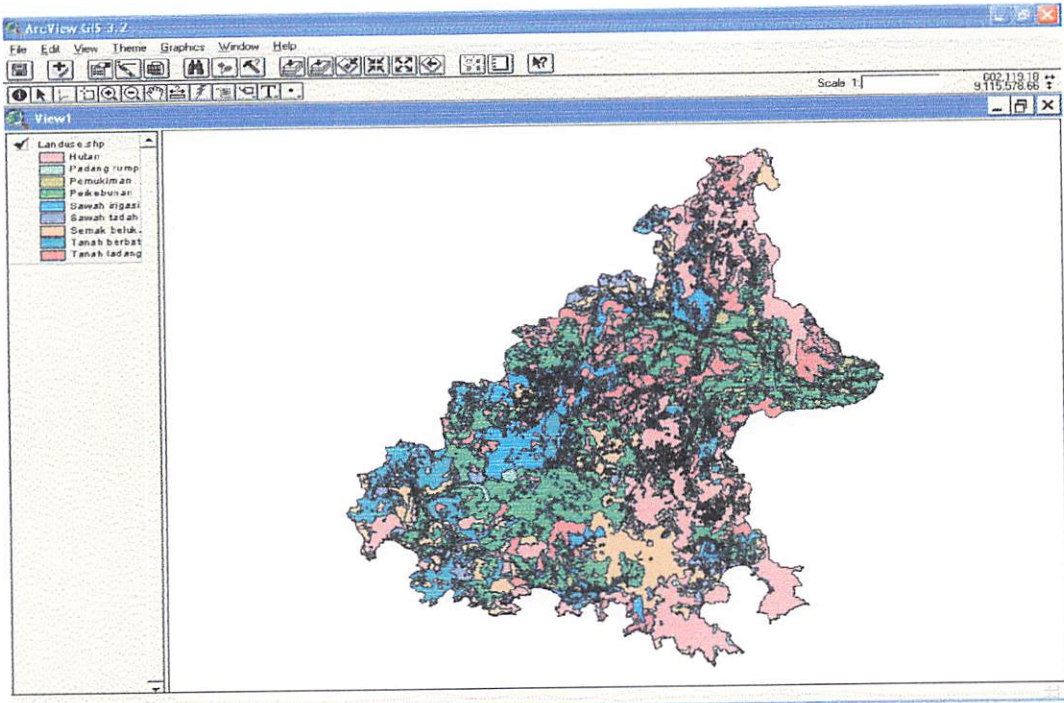 ArcView GIS 3.2
File Edit View Theme Graphics Window Help
Scale 1: 602,119.18
9,115,578.66
View1
Landuse.shp
Hutan
Padang rump
Pemukiman
Perkebunan
Sawah irigasi
Sawah tadah
Semak beluk.
Tanah berbat
Tanah ladang